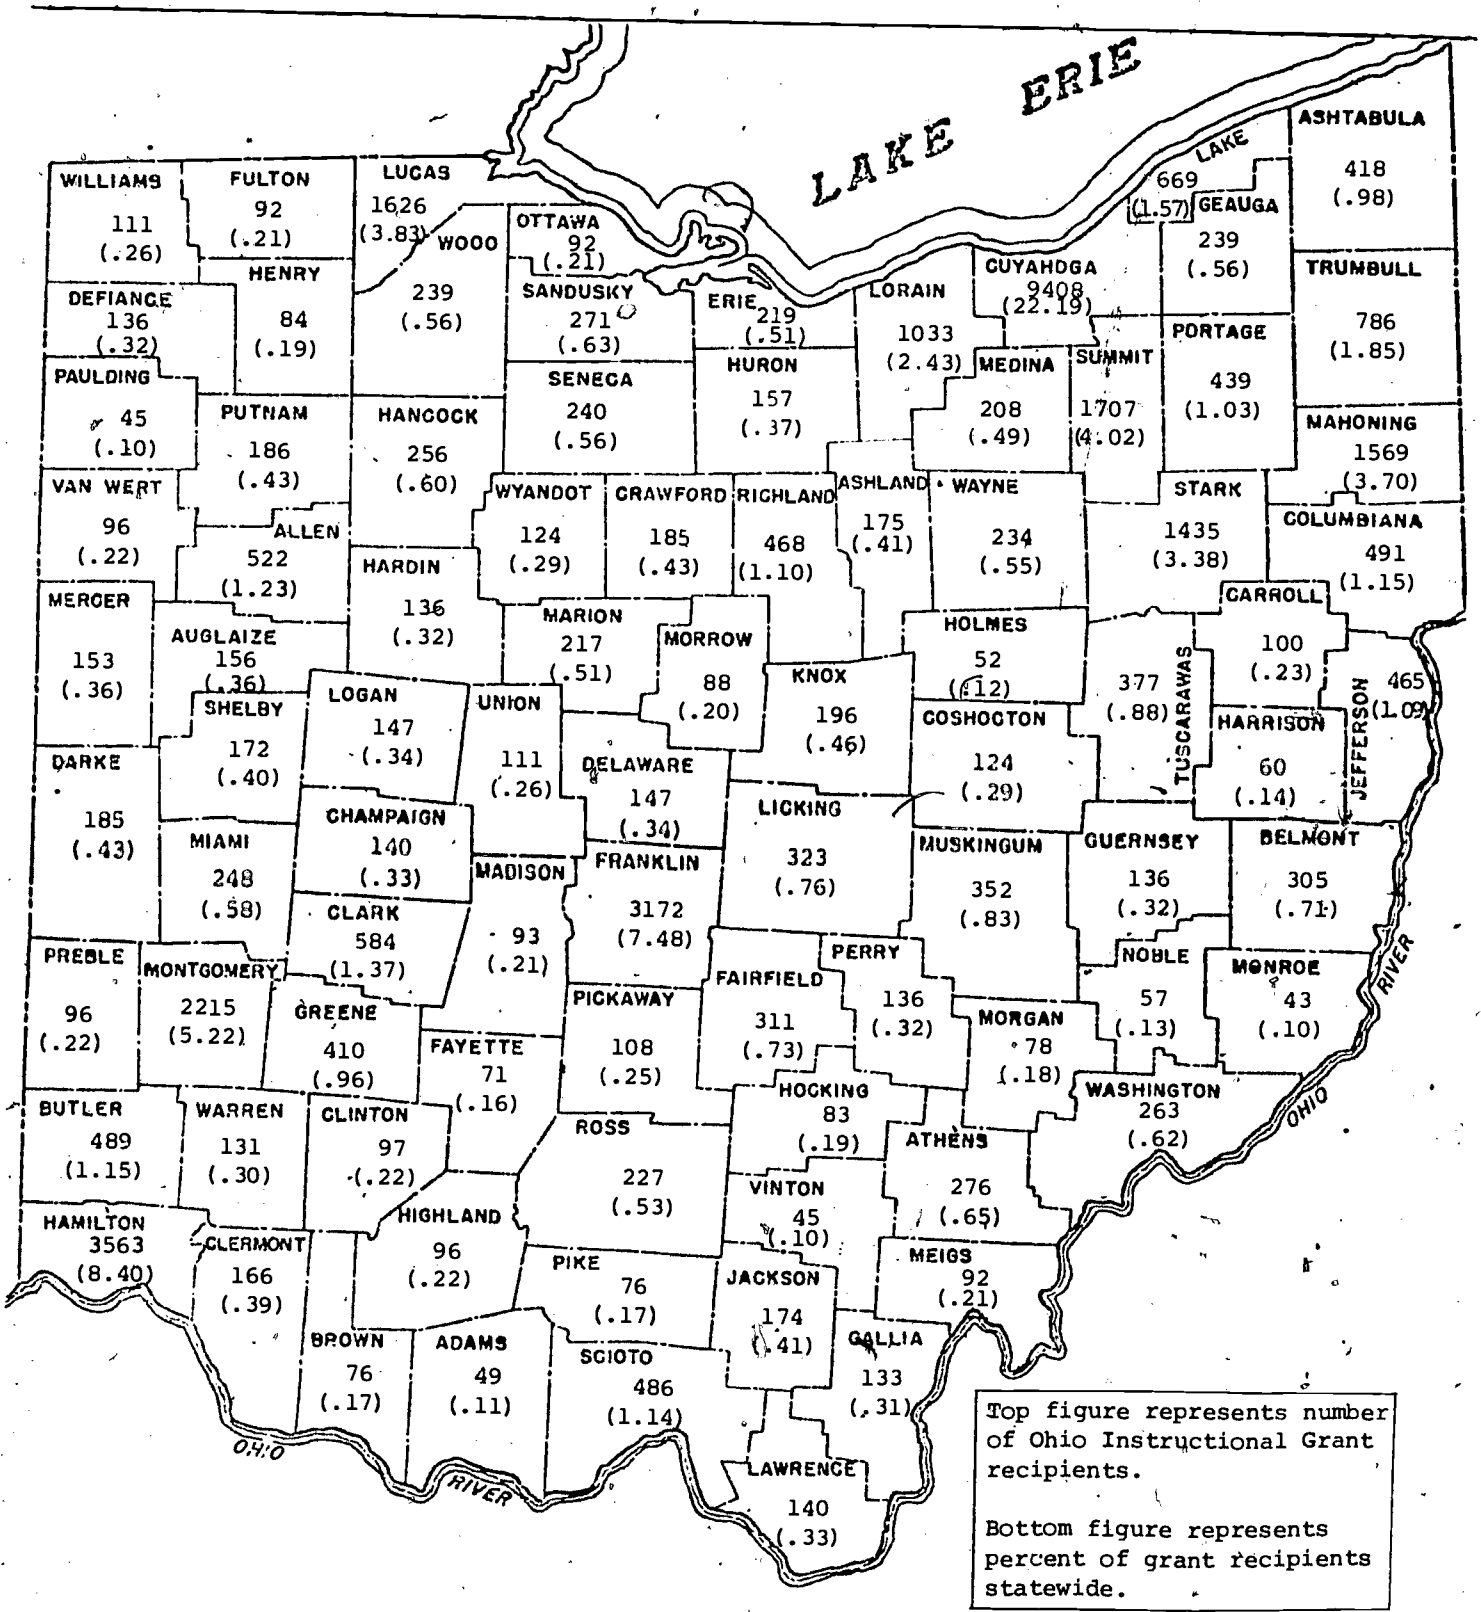 LAKE ERIE
ASHTABULA
418
(.98)
LAKE
669
(1.57)
GEAUGA
239
(.56)
WILLIAMS
111
(.26)
FULTON
92
(.21)
LUCAS
1626
(3.83)
WOOO
239
(.56)
OTTAWA
92
(.21)
HENRY
84
(.19)
DEFIANCE
136
(.32)
SANDUSKY
271
(.63)
ERIE
219
(.51)
LORAIN
1033
(2.43)
CUYAHOGA
9408
(22.19)
TRUMBULL
786
(1.85)
PAULDING
45
(.10)
PUTNAM
186
(.43)
HANCOCK
256
(.60)
SENECA
240
(.56)
HURON
157
(.37)
MEDINA
208
(.49)
SUMMIT
1707
(4.02)
PORTAGE
439
(1.03)
MAHONING
1569
(3.70)
VAN WERT
96
(.22)
ALLEN
522
(1.23)
WYANDOT
124
(.29)
CRAWFORD
185
(.43)
RICHLAND
468
(1.10)
ASHLAND
175
(.41)
WAYNE
234
(.55)
STARK
1435
(3.38)
COLUMBIANA
491
(1.15)
HARDIN
136
(.32)
MERCER
153
(.36)
AUGLAIZE
156
(.36)
MARION
217
(.51)
MORROW
88
(.20)
HOLMES
52
(.12)
TUSCARAWAS
377
(.88)
CARROLL
100
(.23)
JEFFERSON
465
(1.09)
SHELBY
172
(.40)
LOGAN
147
(.34)
UNION
111
(.26)
KNOX
196
(.46)
COSHOCTON
124
(.29)
HARRISON
60
(.14)
DARKE
185
(.43)
DELAWARE
147
(.34)
LICKING
323
(.76)
MIAMI
248
(.58)
CHAMPAIGN
140
(.33)
MADISON
93
(.21)
FRANKLIN
3172
(7.48)
MUSKINGUM
352
(.83)
GUERNSEY
136
(.32)
BELMONT
305
(.71)
CLARK
584
(1.37)
PREBLE
96
(.22)
MONTGOMERY
2215
(5.22)
GREENE
410
(.96)
FAYETTE
71
(.16)
PICKAWAY
108
(.25)
FAIRFIELD
311
(.73)
PERRY
136
(.32)
MORGAN
78
(.18)
NOBLE
57
(.13)
MONROE
43
(.10)
OHIO RIVER
BUTLER
489
(1.15)
WARREN
131
(.30)
CLINTON
97
(.22)
ROSS
227
(.53)
HOCKING
83
(.19)
ATHENS
276
(.65)
WASHINGTON
263
(.62)
HAMILTON
3563
(8.40)
CLERMONT
166
(.39)
HIGHLAND
96
(.22)
PIKE
76
(.17)
VINTON
45
(.10)
JACKSON
174
(.41)
MEIGS
92
(.21)
BROWN
76
(.17)
ADAMS
49
(.11)
SCIOTO
486
(1.14)
GALLIA
133
(.31)
LAWRENCE
140
(.33)
OHIO RIVER
Top figure represents number
of Ohio Instructional Grant
recipients.
Bottom figure represents
percent of grant recipients
statewide.